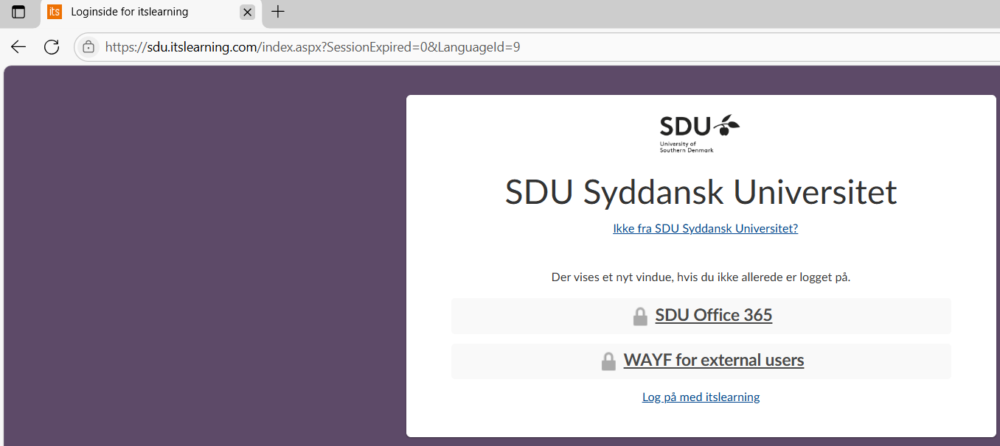 its Loginside for itslearning
https://sdu.itslearning.com/index.aspx?SessionExpired=0&LanguageId=9
SDU
University of
Southern Denmark
SDU Syddansk Universitet
Ikke fra SDU Syddansk Universitet?
Der vises et nyt vindue, hvis du ikke allerede er logget på.
SDU Office 365
WAYF for external users
Log på med itslearning